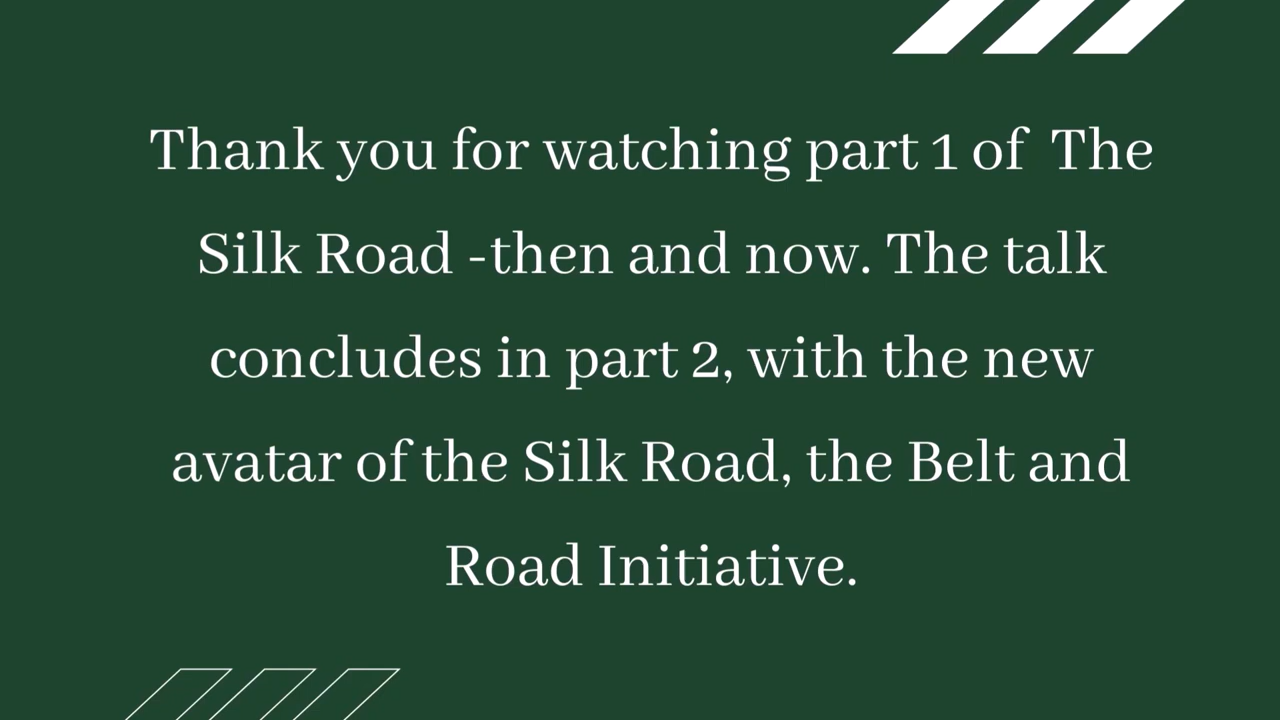 Thank you for watching part 1 of  The
Silk Road -then and now. The talk
concludes in part 2, with the new
avatar of the Silk Road, the Belt and
Road Initiative.